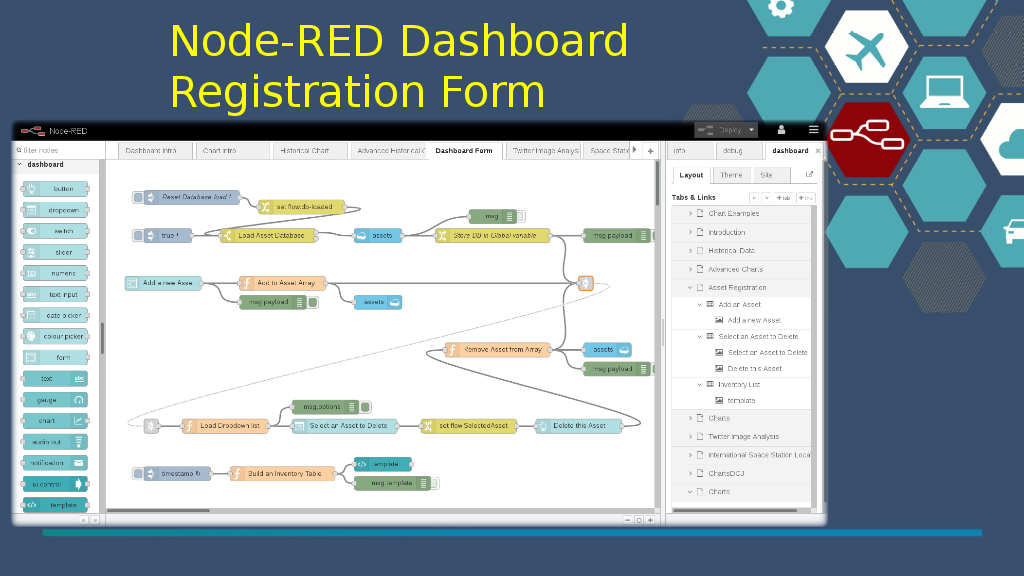 Node-RED Dashboard
Registration Form
Node-RED
Deploy
filter nodes
dashboard
button
dropdown
switch
slider
numeric
text input
date picker
colour picker
form
text
abc
gauge
chart
audio out
notification
ui control
template
Dashboard Intro
Chart Intro
Historical Chart
Advanced Historical C
Dashboard Form
Twitter Image Analysi
Space Static
Reset Database load ¹
set flow.db-loaded
true ¹
Load Asset Database
assets
msg
Store DB in Global variable
msg.payload
Add a new Asse
Add to Asset Array
msg.payload
assets
Remove Asset from Array
assets
msg.payload
msg.options
Load Dropdown list
Select an Asset to Delete
set flow.SelectedAsset
Delete this Asset
timestamp ↻
Build an Inventory Table
template
msg.template
info
debug
dashboard
Layout
Theme
Site
Tabs & Links
+ tab
+ link
Chart Examples
Introduction
Historical Data
Advanced Charts
Asset Registration
Add an Asset
Add a new Asset
Select an Asset to Delete
Select an Asset to Delete
Delete this Asset
Inventory List
template
Charts
Twitter Image Analysis
International Space Station Locat
ChartsDCJ
Charts